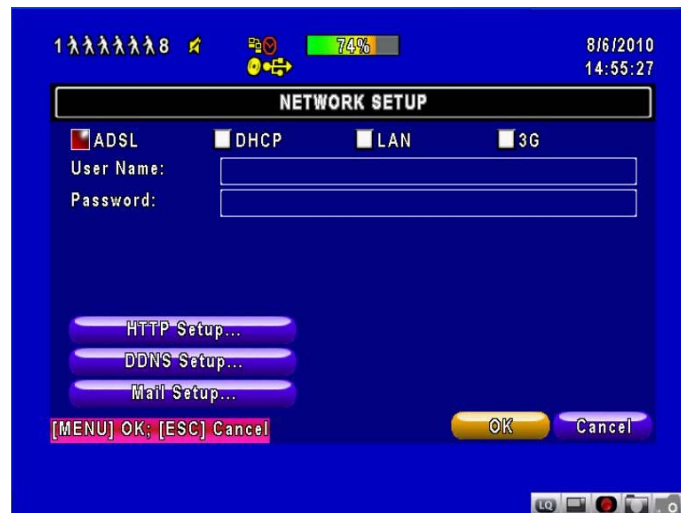 1 8 74% 8/6/2010
14:55:27
NETWORK SETUP
ADSL DHCP LAN 3G
User Name:
Password:
HTTP Setup...
DDNS Setup...
Mail Setup...
[MENU] OK; [ESC] Cancel OK Cancel
LQ